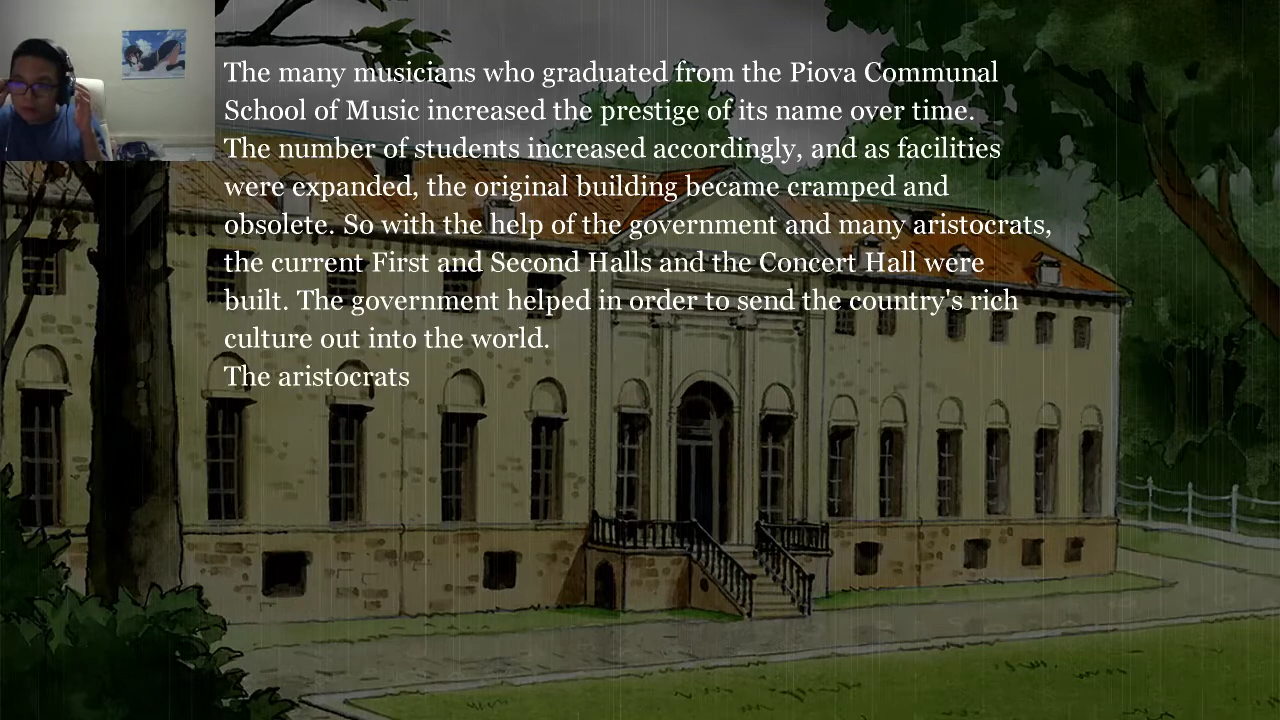 The many musicians who graduated from the Piova Communal
School of Music increased the prestige of its name over time.
The number of students increased accordingly, and as facilities
were expanded, the original building became cramped and
obsolete. So with the help of the government and many aristocrats,
the current First and Second Halls and the Concert Hall were
built. The government helped in order to send the country's rich
culture out into the world.
The aristocrats